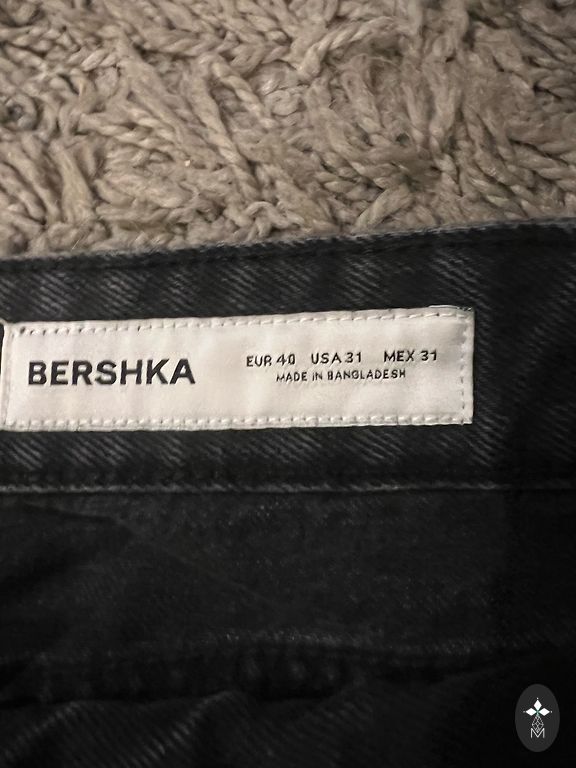 BERSHKA
EUR 40 USA 31 MEX 31
MADE IN BANGLADESH